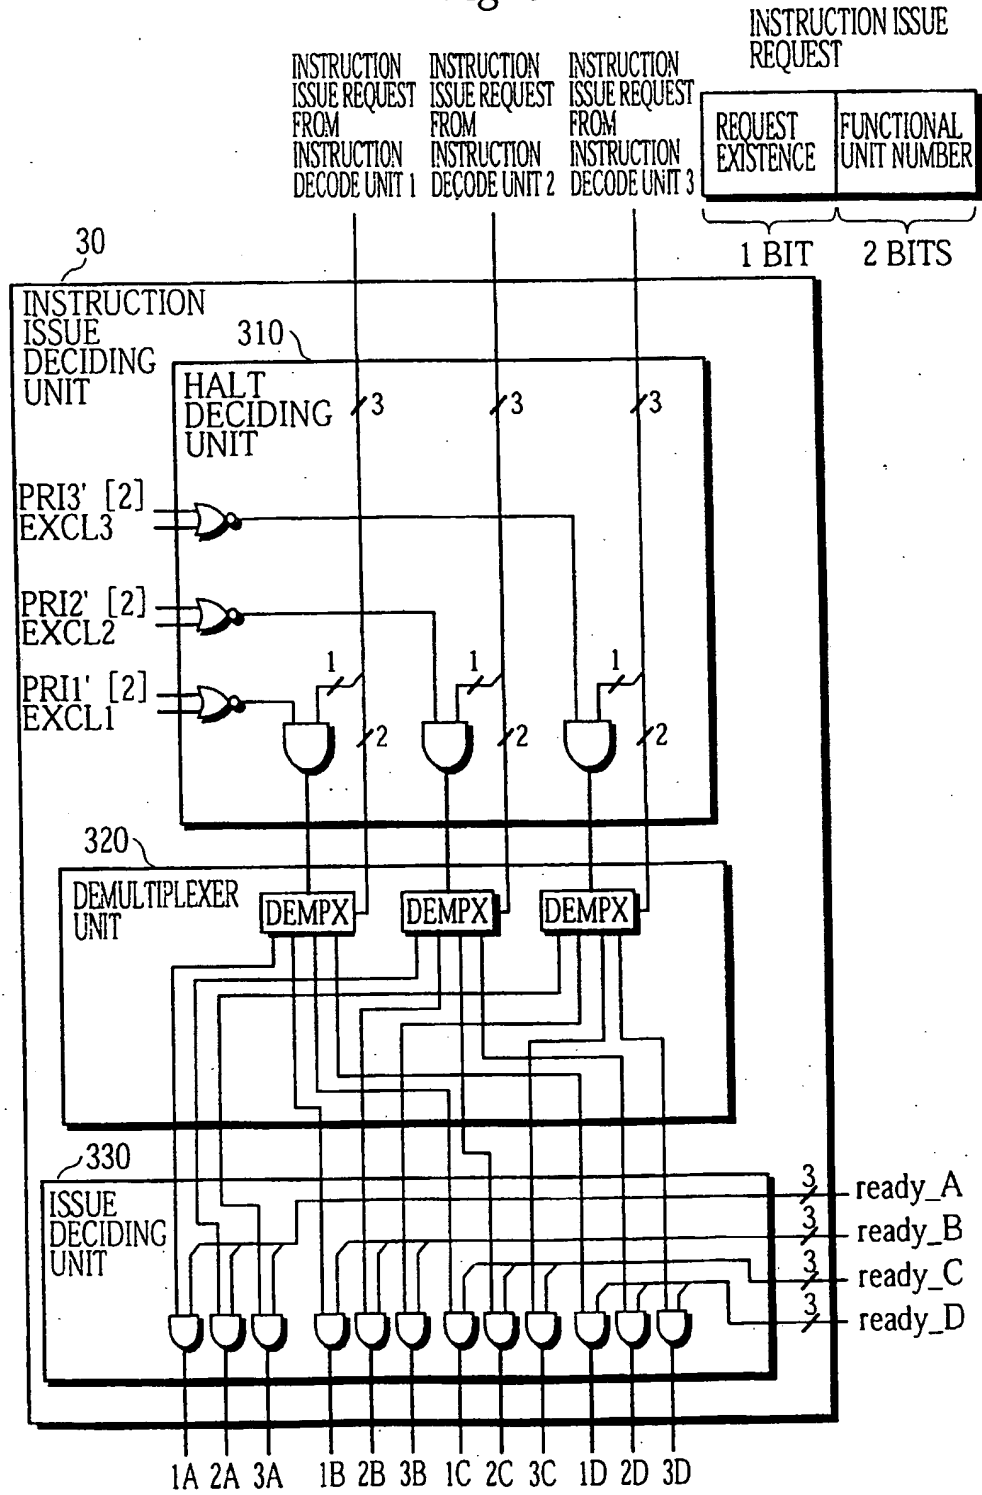 INSTRUCTION ISSUE
REQUEST
REQUEST
EXISTENCE
FUNCTIONAL
UNIT NUMBER
1 BIT
2 BITS
INSTRUCTION
ISSUE REQUEST
FROM
INSTRUCTION
DECODE UNIT 1
INSTRUCTION
ISSUE REQUEST
FROM
INSTRUCTION
DECODE UNIT 2
INSTRUCTION
ISSUE REQUEST
FROM
INSTRUCTION
DECODE UNIT 3
30
INSTRUCTION
ISSUE
DECIDING
UNIT
310
HALT
DECIDING
UNIT
3
3
3
PRI3' [2]
EXCL3
PRI2' [2]
EXCL2
PRI1' [2]
EXCL1
1
1
1
2
2
2
320
DEMULTIPLEXER
UNIT
DEMPX
DEMPX
DEMPX
330
ISSUE
DECIDING
UNIT
3
ready_A
3
ready_B
3
ready_C
3
ready_D
1A 2A 3A 1B 2B 3B 1C 2C 3C 1D 2D 3D